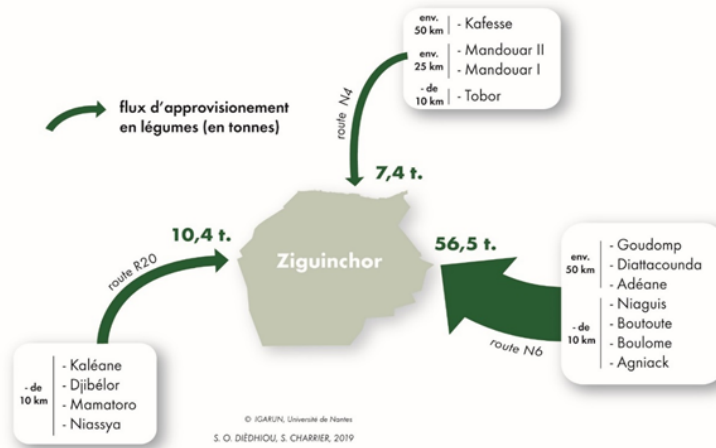 env.
50 km
- Kafesse
env.
25 km
- Mandouar II
- Mandouar I
- de
10 km
- Tobor
flux d'approvisionement
en légumes (en tonnes)
route N4
7,4 t.
10,4 t.
route R20
Ziguinchor
56,5 t.
route N6
env.
50 km
- Goudomp
- Diattacounda
- Adéane
- de
10 km
- Niaguis
- Boutoute
- Boulome
- Agniack
- de
10 km
- Kaléane
- Djibélor
- Mamatoro
- Niassya
© IGARUN, Université de Nantes
S. O. DIÈDHIOU, S. CHARRIER, 2019